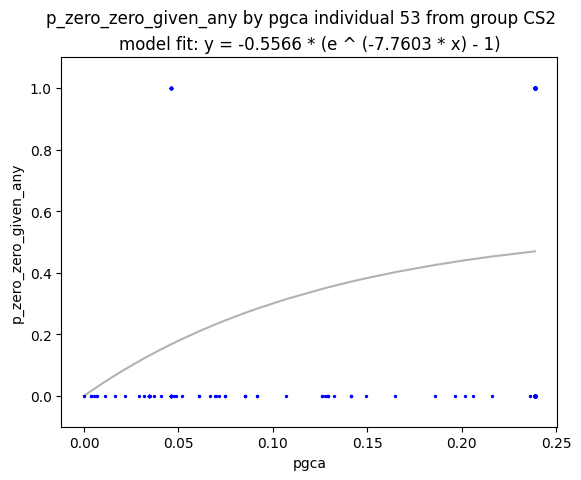 p_zero_zero_given_any by pgca individual 53 from group CS2
model fit: y = -0.5566 * (e ^ (-7.7603 * x) - 1)
1.0
0.8
0.6
0.4
0.2
0.0
p_zero_zero_given_any
0.00 0.05 0.10 0.15 0.20 0.25
pgca